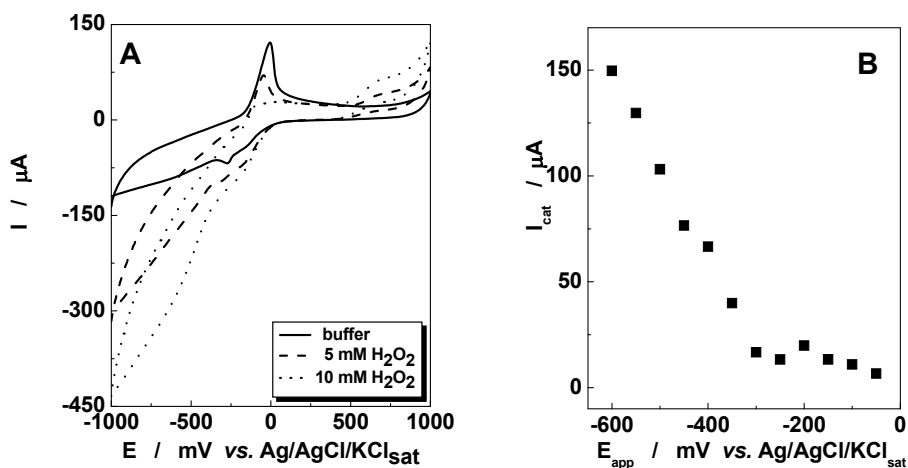 A
150
0
-150
-300
-450
I / μA
buffer
5 mM H2O2
10 mM H2O2
-1000 -500 0 500 1000
E / mV vs. Ag/AgCl/KClsat
B
150
100
50
0
Icat / μA
-600 -400 -200 0
Eapp / mV vs. Ag/AgCl/KClsat